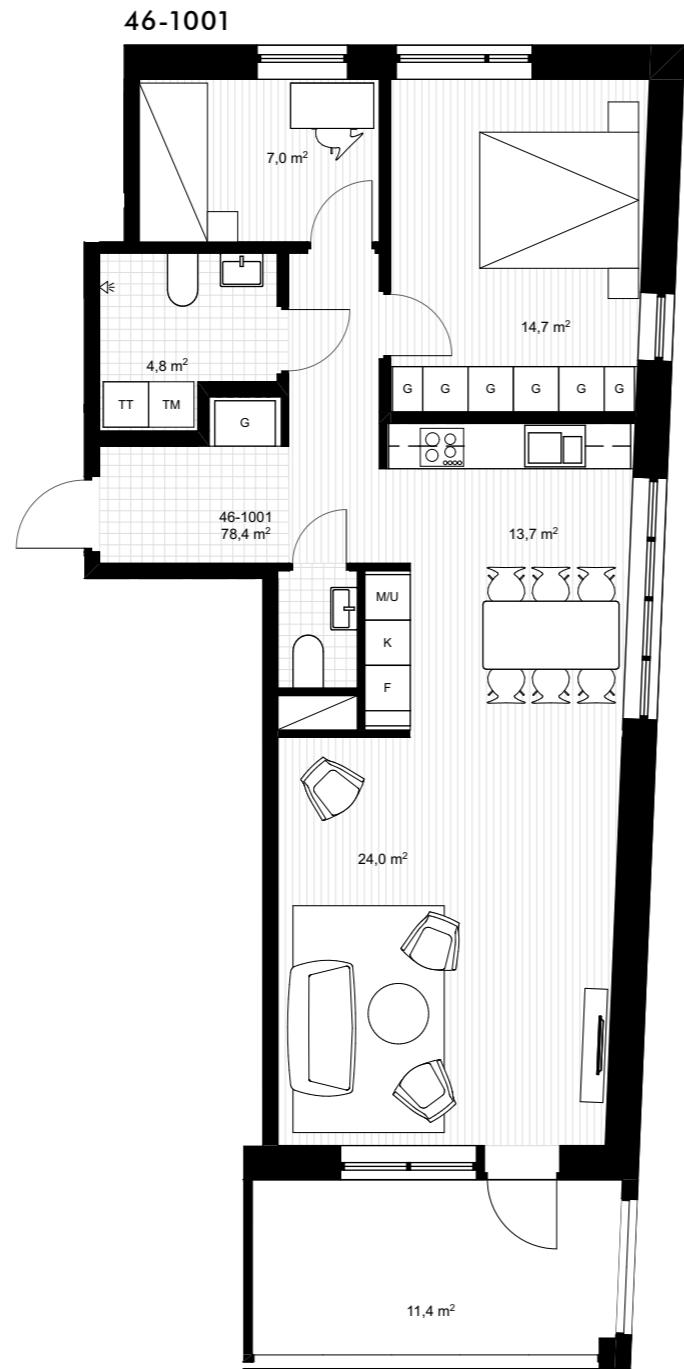 46-1001
7,0 m²
14,7 m²
4,8 m²
TT TM
G G G G G G
G
46-1001
78,4 m²
13,7 m²
M/U
K
F
24,0 m²
11,4 m²